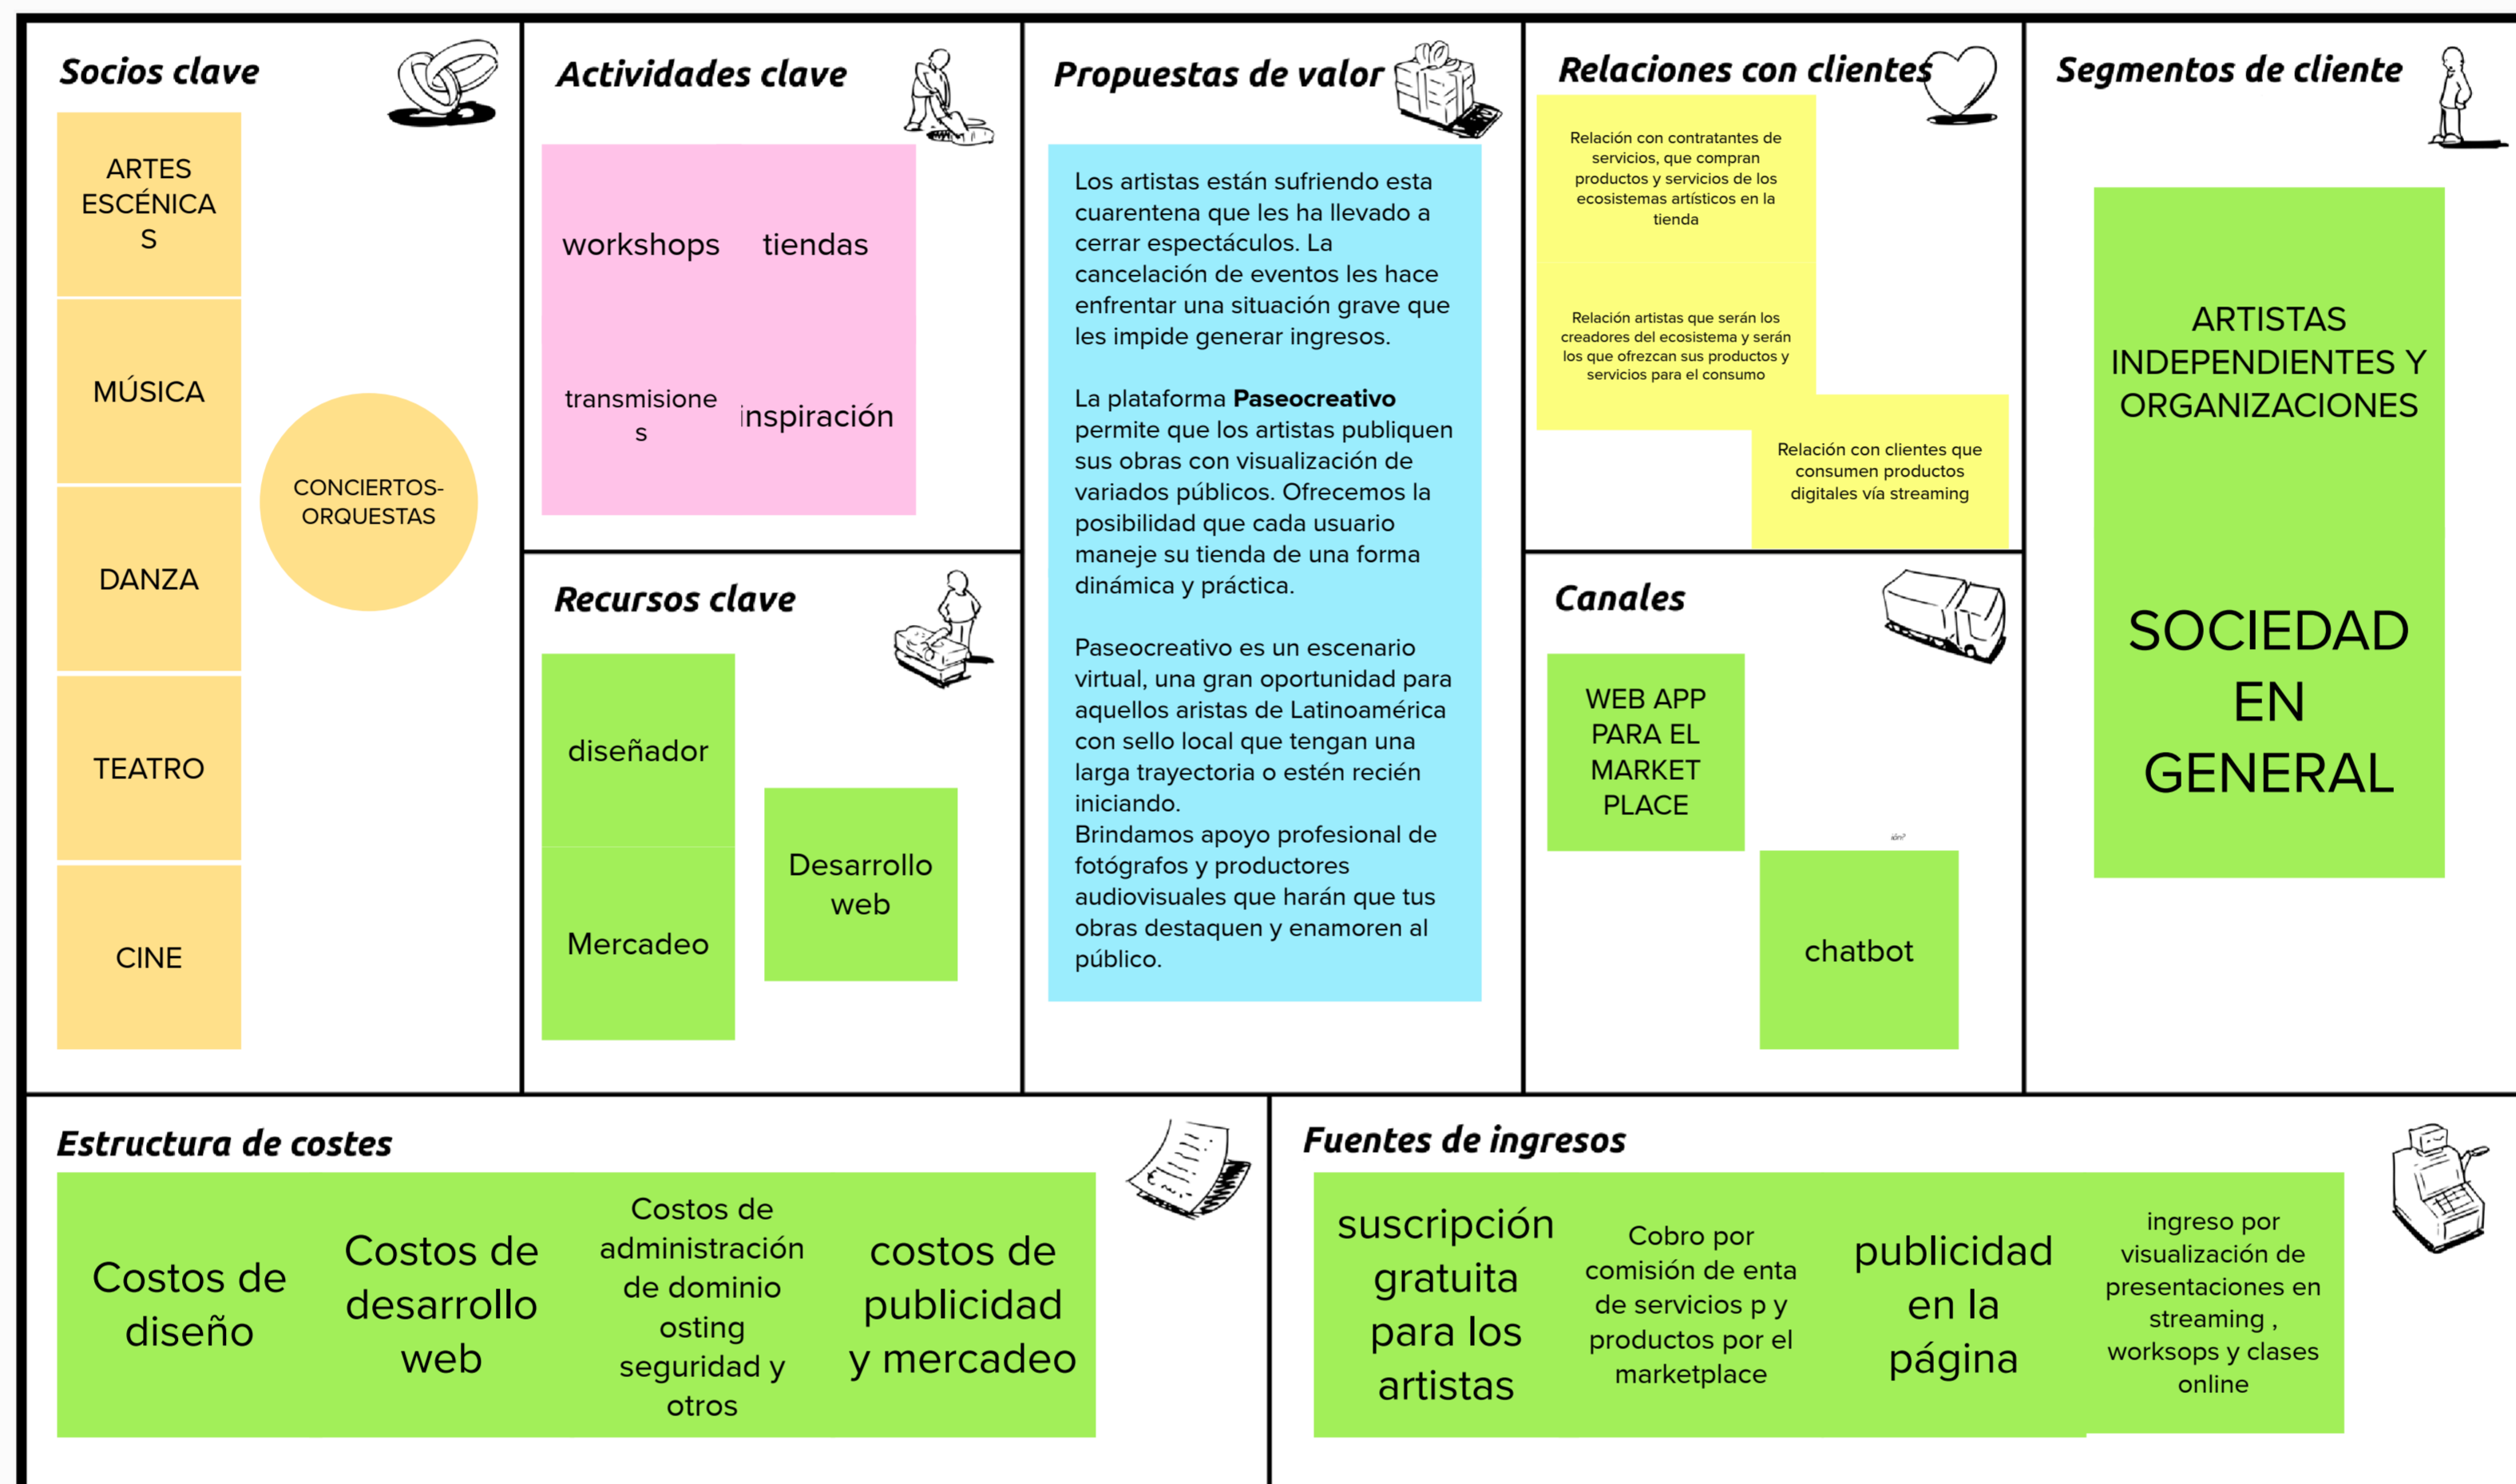 Socios clave
ARTES
ESCÉNICA
S
MÚSICA
DANZA
TEATRO
CINE
CONCIERTOS-
ORQUESTAS
Actividades clave
workshops
tiendas
transmisione
s
inspiración
Recursos clave
diseñador
Mercadeo
Desarrollo
web
Propuestas de valor
Los artistas están sufriendo esta
cuarentena que les ha llevado a
cerrar espectáculos. La
cancelación de eventos les hace
enfrentar una situación grave que
les impide generar ingresos.
La plataforma Paseocreativo
permite que los artistas publiquen
sus obras con visualización de
variados públicos. Ofrecemos la
posibilidad que cada usuario
maneje su tienda de una forma
dinámica y práctica.
Paseocreativo es un escenario
virtual, una gran oportunidad para
aquellos aristas de Latinoamérica
con sello local que tengan una
larga trayectoria o estén recién
iniciando.
Brindamos apoyo profesional de
fotógrafos y productores
audiovisuales que harán que tus
obras destaquen y enamoren al
público.
Relaciones con clientes
Relación con contratantes de
servicios, que compran
productos y servicios de los
ecosistemas artísticos en la
tienda
Relación artistas que serán los
creadores del ecosistema y serán
los que ofrezcan sus productos y
servicios para el consumo
Relación con clientes que
consumen productos
digitales vía streaming
Canales
WEB APP
PARA EL
MARKET
PLACE
ión?
chatbot
Segmentos de cliente
ARTISTAS
INDEPENDIENTES Y
ORGANIZACIONES
SOCIEDAD
EN
GENERAL
Estructura de costes
Costos de
diseño
Costos de
desarrollo
web
Costos de
administración
de dominio
osting
seguridad y
otros
costos de
publicidad
y mercadeo
Fuentes de ingresos
suscripción
gratuita
para los
artistas
Cobro por
comisión de enta
de servicios p y
productos por el
marketplace
publicidad
en la
página
ingreso por
visualización de
presentaciones en
streaming ,
worksops y clases
online